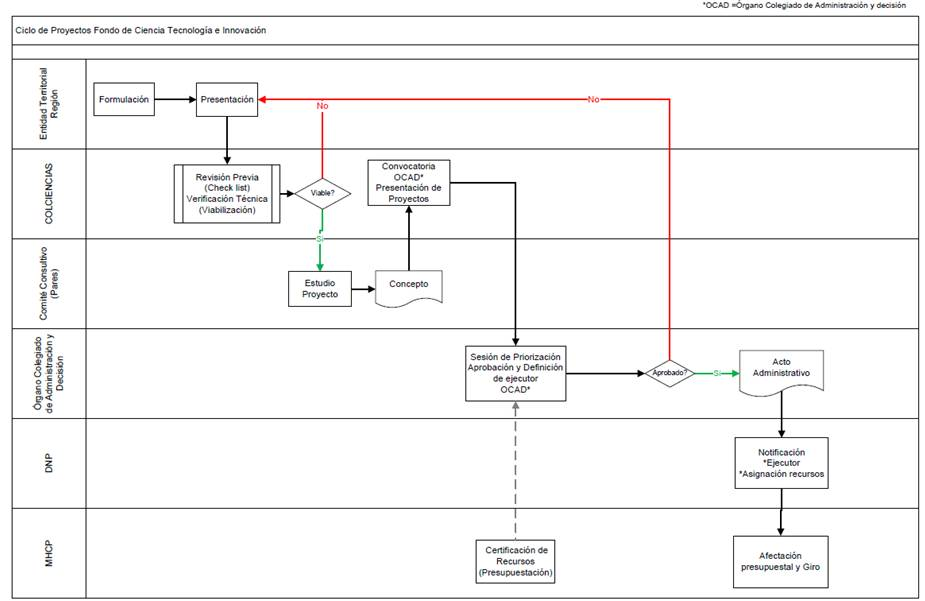 *OCAD =Órgano Colegiado de Administración y decisión
Ciclo de Proyectos Fondo de Ciencia Tecnología e Innovación
Entidad Territorial
Región
Formulación
Presentación
No
No
COLCIENCIAS
Revisión Previa
(Check list)
Verificación Técnica
(Viabilización)
Viable?
Convocatoria
OCAD*
Presentación de
Proyectos
Si
Comité Consultivo
(Pares)
Estudio
Proyecto
Concepto
Órgano Colegiado
de Administración y
Decisión
Sesión de Priorización
Aprobación y Definición
de ejecutor
OCAD*
Aprobado?
Si
Acto
Administrativo
DNP
Notificación
*Ejecutor
*Asignación recursos
MHCP
Certificación de
Recursos
(Presupuestación)
Afectación
presupuestal y Giro